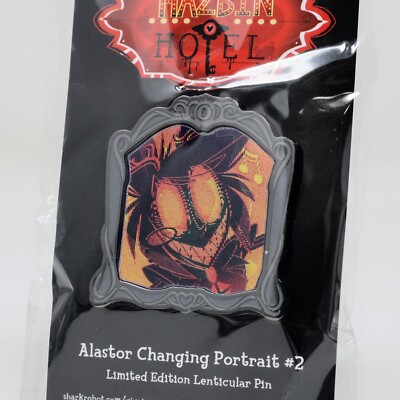 HAZBIN
HOTEL
Alastor Changing Portrait #2
Limited Edition Lenticular Pin